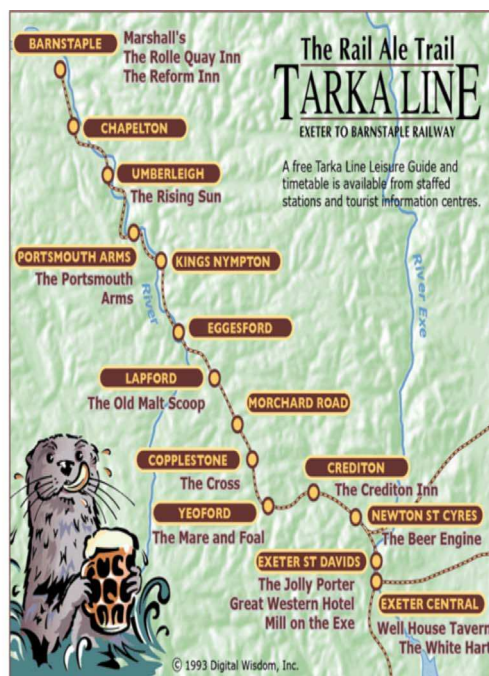 BARNSTAPLE
Marshall's
The Rolle Quay Inn
The Reform Inn
The Rail Ale Trail
TARKA LINE
EXETER TO BARNSTAPLE RAILWAY
A free Tarka Line Leisure Guide and
timetable is available from staffed
stations and tourist information centres.
CHAPELTON
UMBERLEIGH
The Rising Sun
PORTSMOUTH ARMS
The Portsmouth
Arms
KINGS NYMPTON
River
River Exe
EGGESFORD
LAPFORD
The Old Malt Scoop
MORCHARD ROAD
COPPLESTONE
The Cross
CREDITON
The Crediton Inn
YEOFORD
The Mare and Foal
NEWTON ST CYRES
The Beer Engine
EXETER ST DAVIDS
The Jolly Porter
Great Western Hotel
Mill on the Exe
EXETER CENTRAL
Well House Tavern
The White Hart
© 1993 Digital Wisdom, Inc.